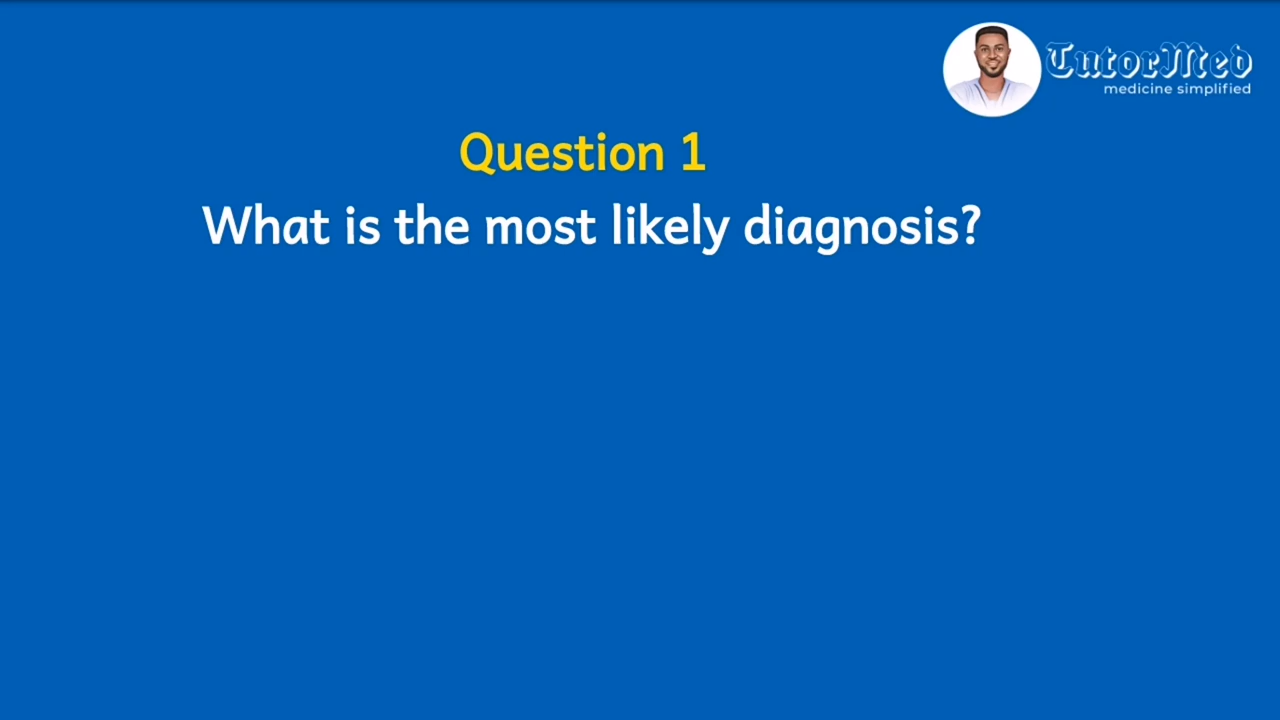 TutorMed
medicine simplified
Question 1
What is the most likely diagnosis?